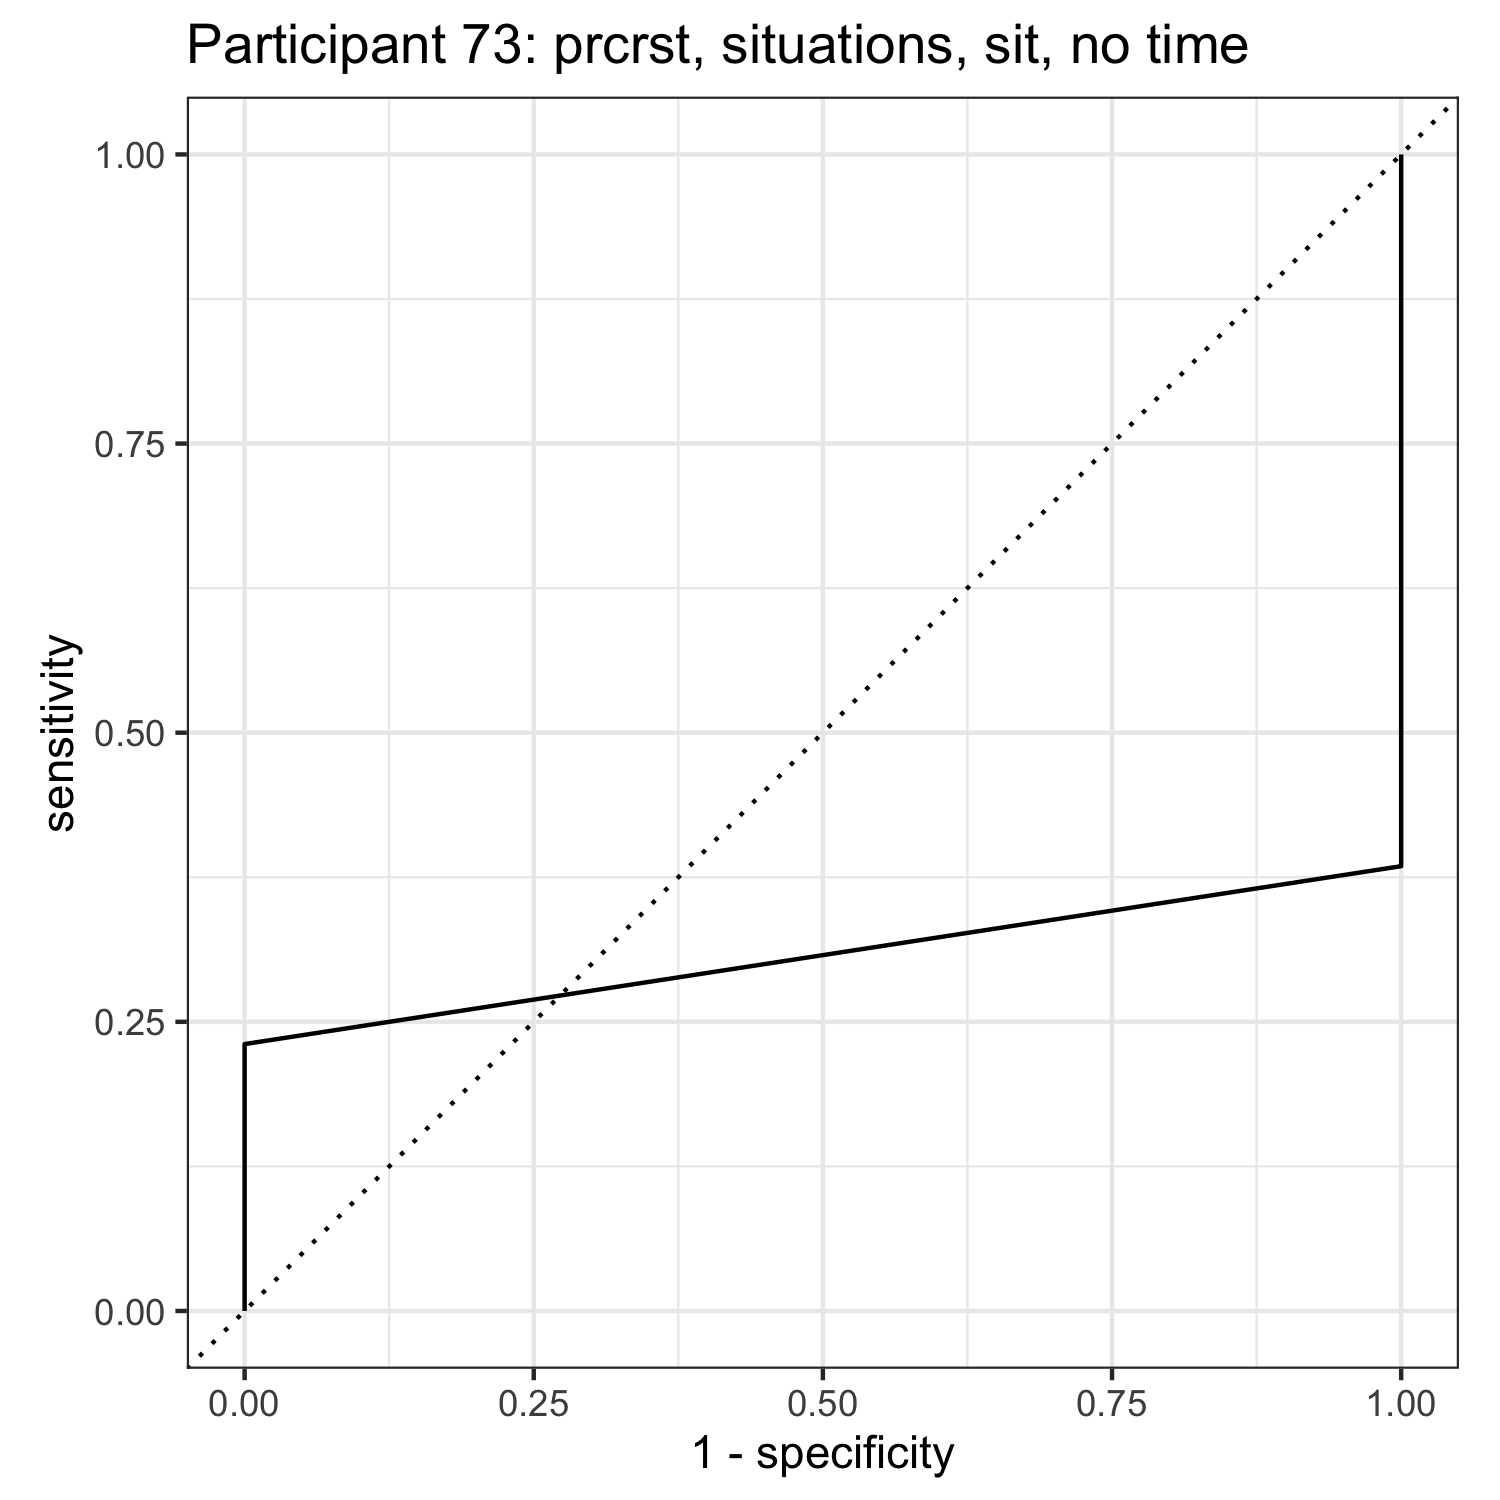 Participant 73: prcrst, situations, sit, no time
1.00
0.75
0.50
0.25
0.00
sensitivity
0.00 0.25 0.50 0.75 1.00
1 - specificity